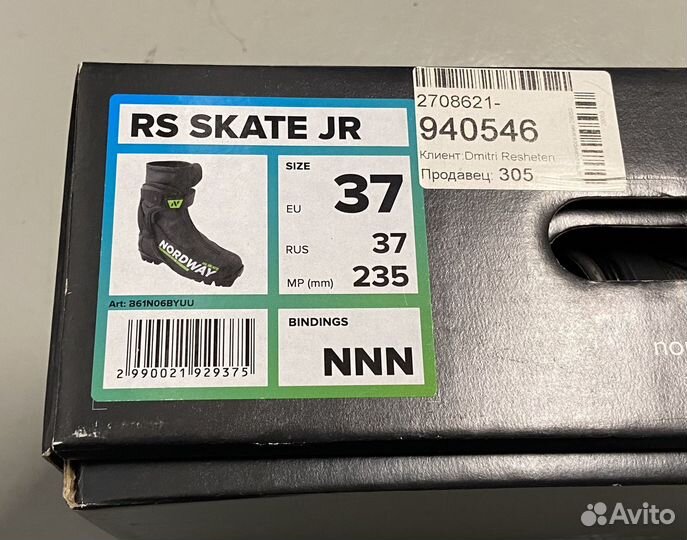 RS SKATE JR
2708621-
940546
Клиент:Dmitri Resheten
Продавец: 305
SIZE
EU 37
RUS 37
MP (mm) 235
NORDWAY
Art: B61N06BYUU
2 990021 929375
BINDINGS
NNN
Avito